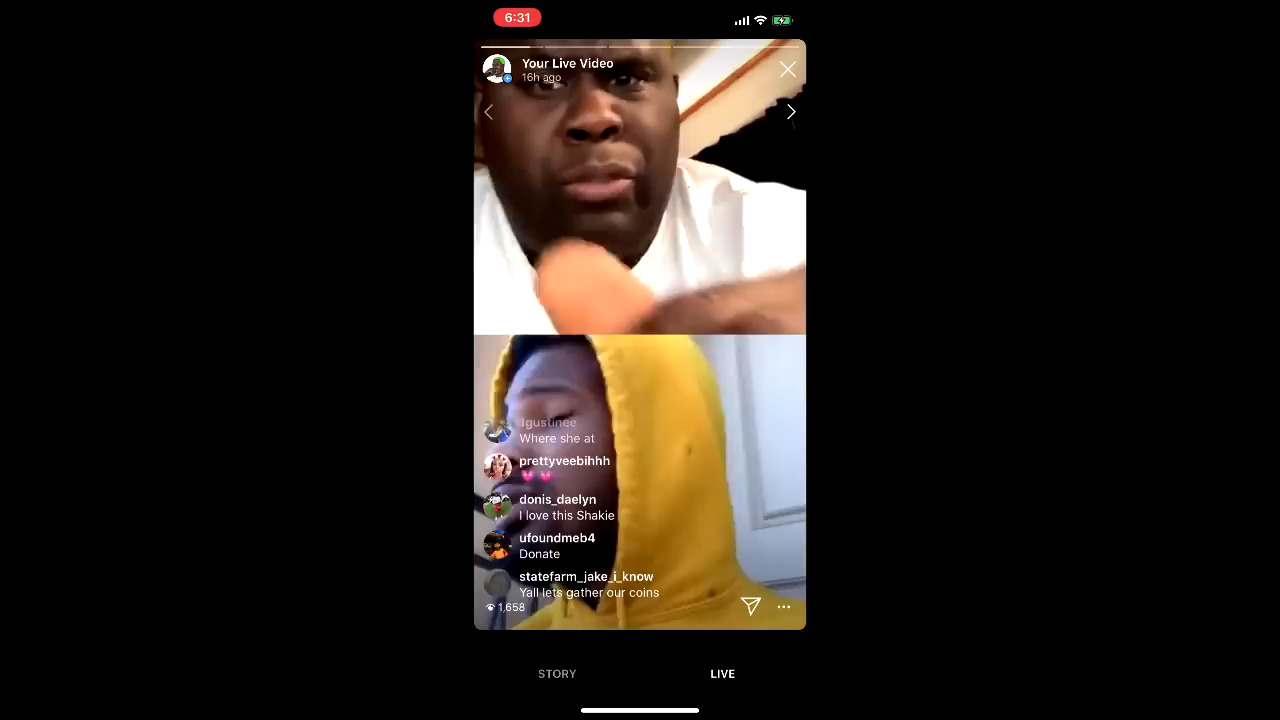 6:31
Your Live Video
16h ago
1gustinee
Where she at
prettyveebihhh
💗 💗
donis_daelyn
I love this Shakie
ufoundmeb4
Donate
statefarm_jake_i_know
Yall lets gather our coins
1,658
STORY
LIVE